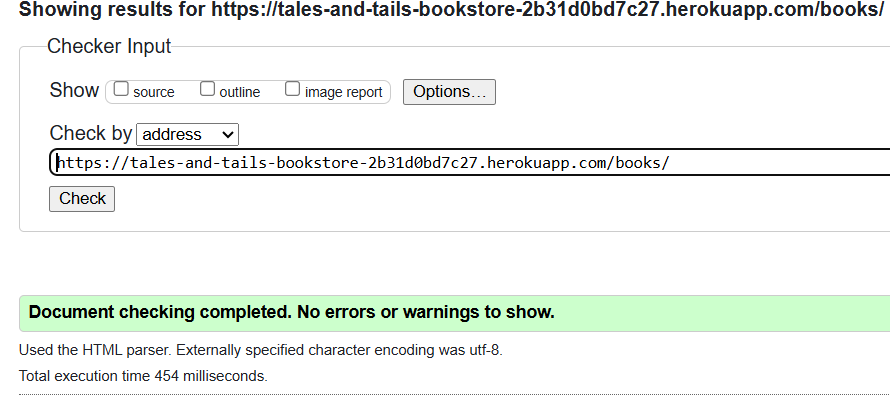 Showing results for https://tales-and-tails-bookstore-2b31d0bd7c27.herokuapp.com/books/
Checker Input
Show source outline image report Options...
Check by address
https://tales-and-tails-bookstore-2b31d0bd7c27.herokuapp.com/books/
Check
Document checking completed. No errors or warnings to show.
Used the HTML parser. Externally specified character encoding was utf-8.
Total execution time 454 milliseconds.